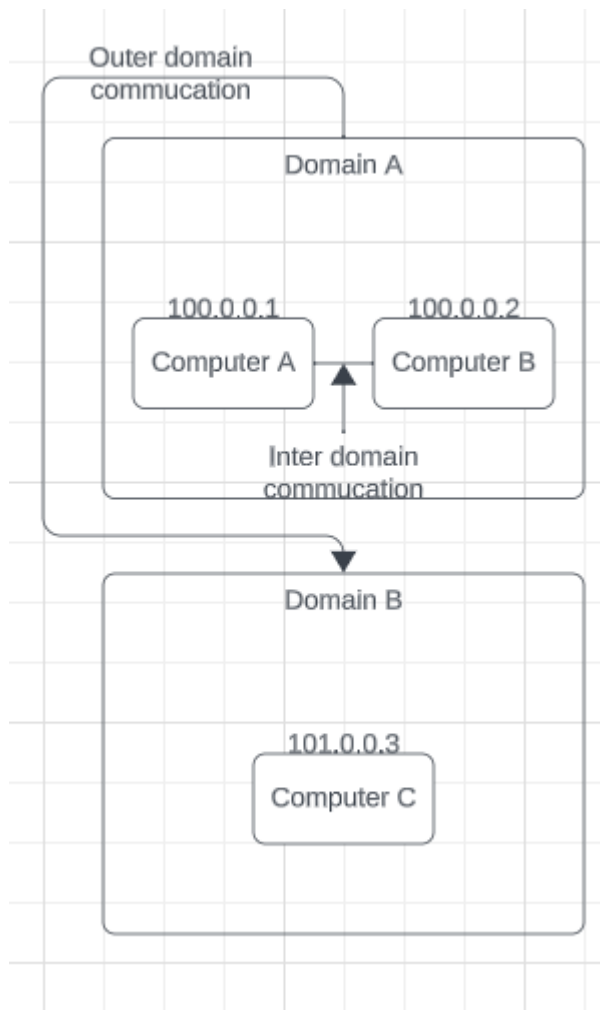 Outer domain
commucation
Domain A
100.0.0.1
100.0.0.2
Computer A
Computer B
Inter domain
commucation
Domain B
101.0.0.3
Computer C